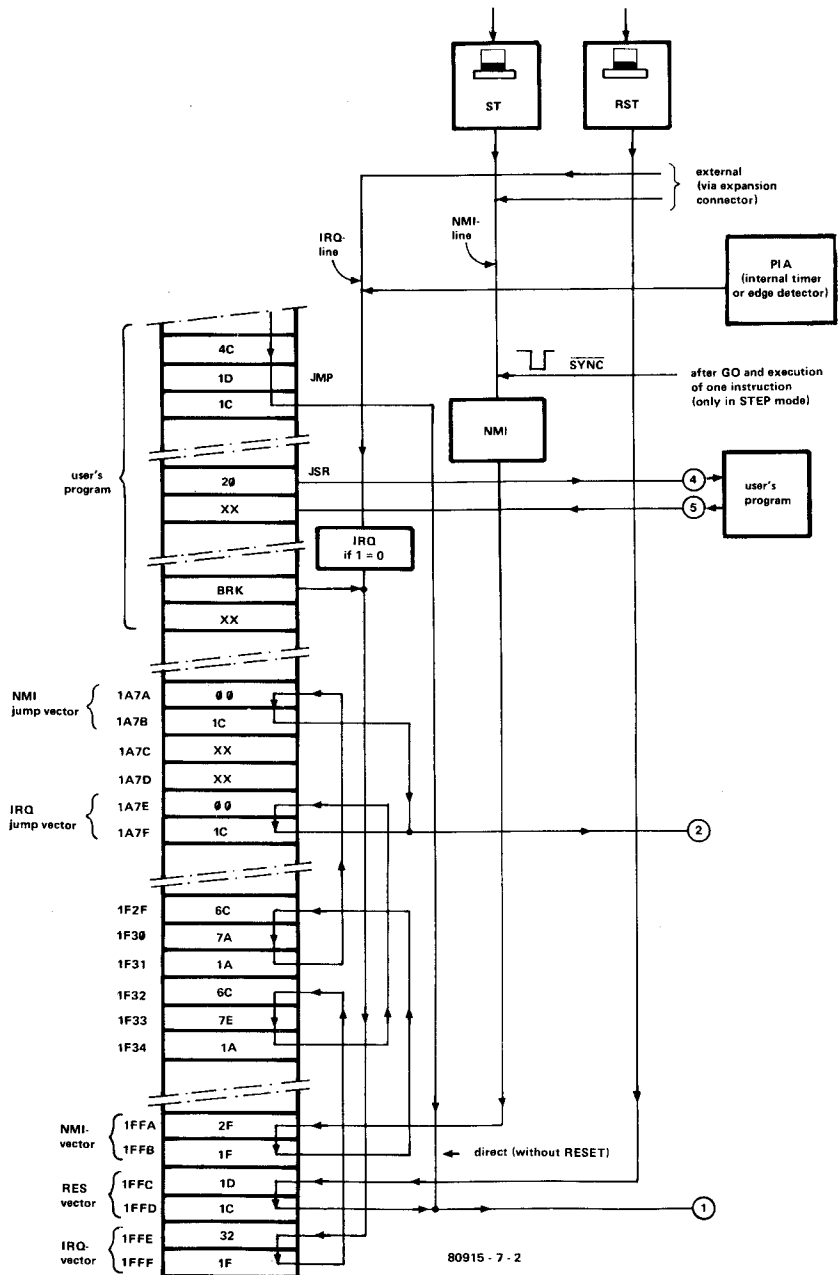 ST
RST
external
(via expansion
connector)
IRQ-
line
NMI-
line
PIA
(internal timer
or edge detector)
4C
1D
1C
JMP
SYNC
after GO and execution
of one instruction
(only in STEP mode)
NMI
user's
program
20
JSR
XX
4
5
user's
program
IRQ
if 1 = 0
BRK
XX
NMI
jump vector
1A7A
00
1A7B
1C
1A7C
XX
1A7D
XX
IRQ
jump vector
1A7E
00
1A7F
1C
2
1F2F
6C
1F30
7A
1F31
1A
1F32
6C
1F33
7E
1F34
1A
NMI-
vector
1FFA
2F
1FFB
1F
direct (without RESET)
RES
vector
1FFC
1D
1FFD
1C
1
IRQ-
vector
1FFE
32
1FFF
1F
80915 - 7 - 2